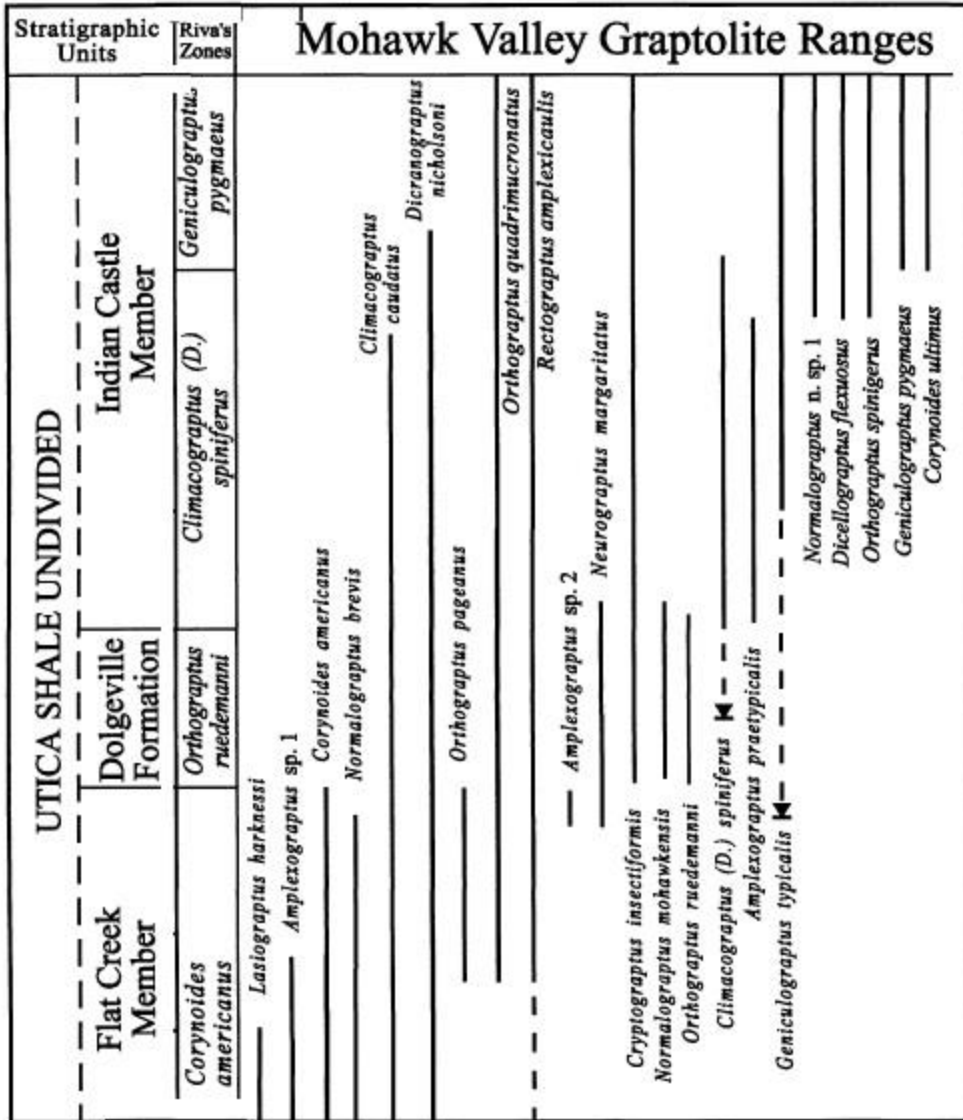 Stratigraphic
Units
Riva's
Zones
Mohawk Valley Graptolite Ranges
UTICA SHALE UNDIVIDED
Indian Castle
Member
Dolgeville
Formation
Flat Creek
Member
Geniculograptus
pygmaeus
Climacograptus (D.)
spiniferus
Orthograptus
ruedemanni
Corynoides
americanus
Lasiograptus harknessi
Amplexograptus sp. 1
Corynoides americanus
Normalograptus brevis
Climacograptus
caudatus
Dicranograptus
nicholsoni
Orthograptus pageanus
Orthograptus quadrimucronatus
Rectograptus amplexicaulis
Amplexograptus sp. 2
Neurograptus margaritatus
Cryptograptus insectiformis
Normalograptus mohawkensis
Orthograptus ruedemanni
Climacograptus (D.) spiniferus
Amplexograptus praetypicalis
Geniculograptus typicalis
Normalograptus n. sp. 1
Dicellograptus flexuosus
Orthograptus spinigerus
Geniculograptus pygmaeus
Corynoides ultimus